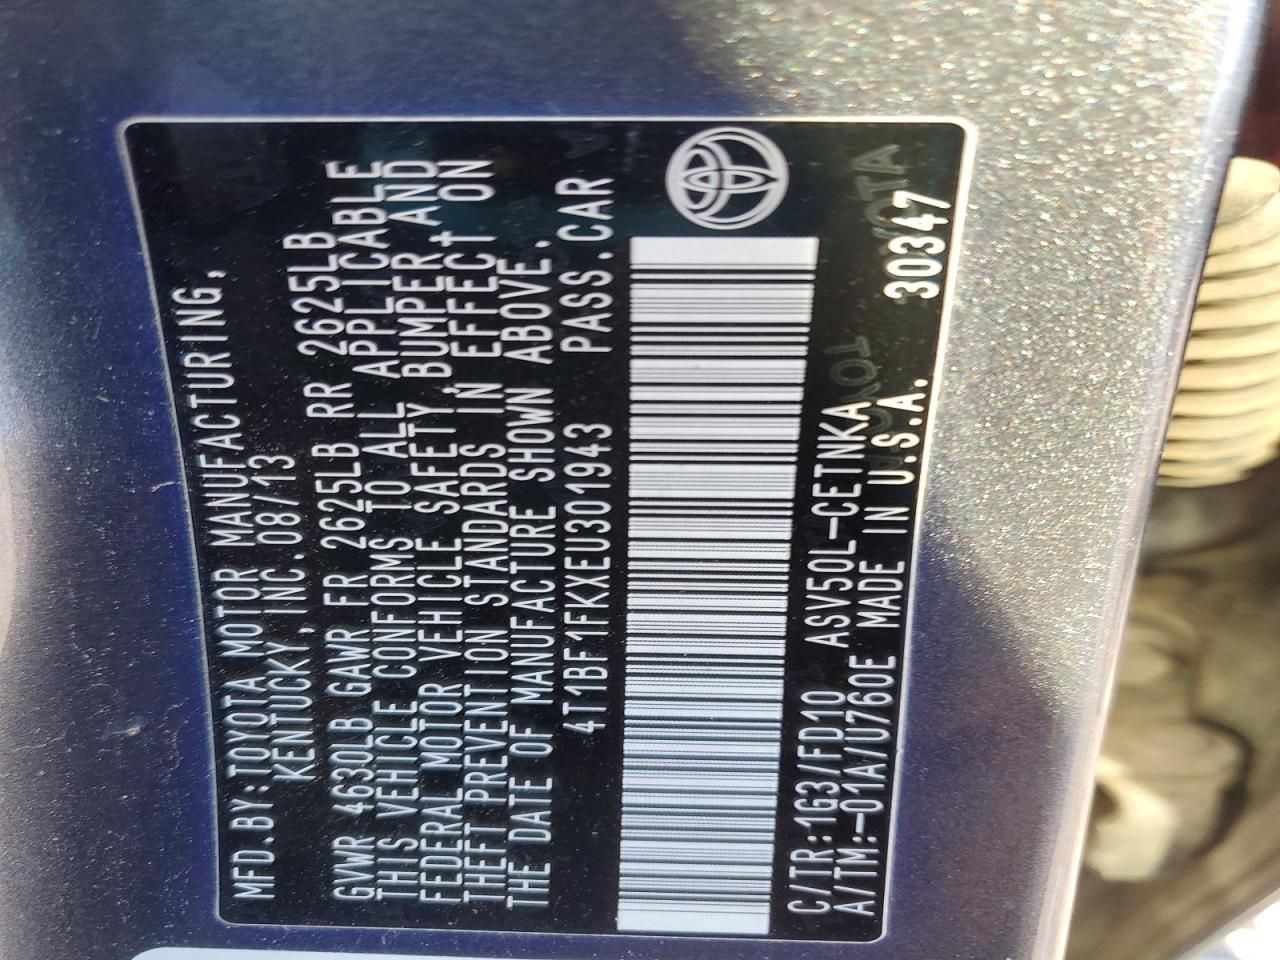 MFD.BY:TOYOTA MOTOR MANUFACTURING,
KENTUCKY,INC.08/13
GVWR 4630LB GAWR FR 2625LB RR 2625LB
THIS VEHICLE CONFORMS TO ALL APPLICABLE
FEDERAL MOTOR VEHICLE SAFETY,BUMPER AND
THEFT PREVENTION STANDARDS IN EFFECT ON
THE DATE OF MANUFACTURE SHOWN ABOVE.
4T1BF1FKXEU301943 PASS.CAR
C/TR:1G3/FD10 ASV50L-CETNKA
A/TM:-01A/U760E MADE IN U.S.A. 30347